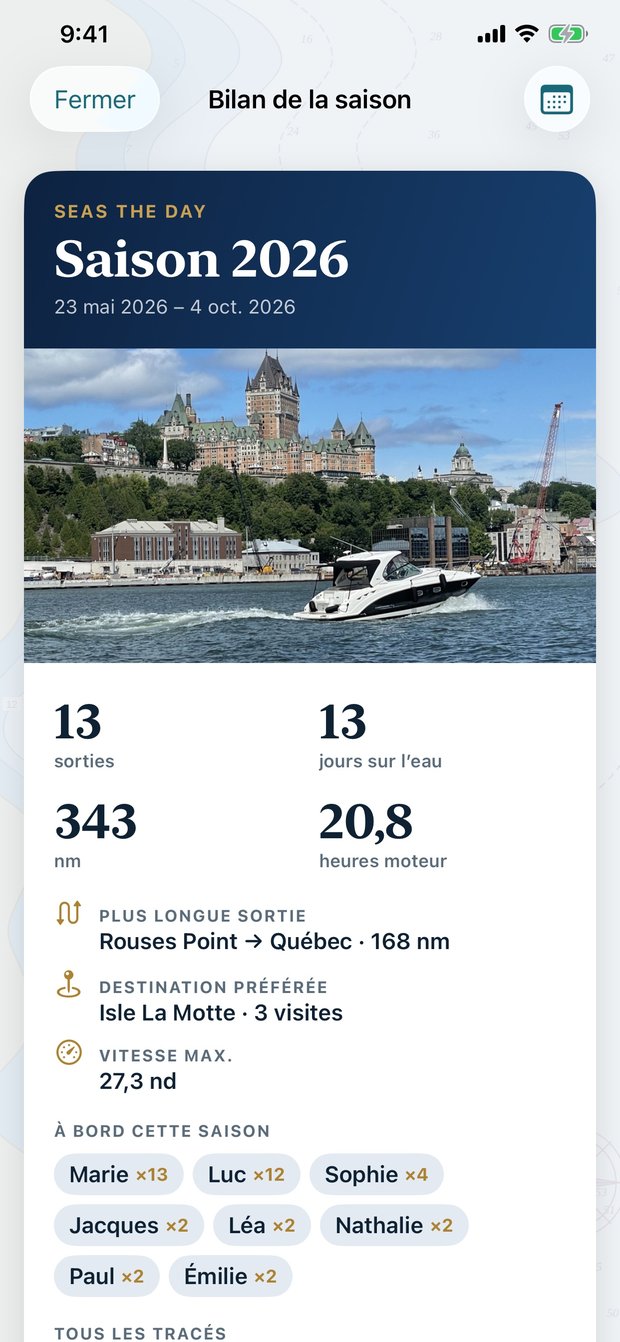 9:41
Fermer
Bilan de la saison
SEAS THE DAY
Saison 2026
23 mai 2026 – 4 oct. 2026
13
13
sorties
jours sur l’eau
343
20,8
nm
heures moteur
PLUS LONGUE SORTIE
Rouses Point → Québec · 168 nm
DESTINATION PRÉFÉRÉE
Isle La Motte · 3 visites
VITESSE MAX.
27,3 nd
À BORD CETTE SAISON
Marie ×13 Luc ×12 Sophie ×4
Jacques ×2 Léa ×2 Nathalie ×2
Paul ×2 Émilie ×2
TOUS LES TRACÉS